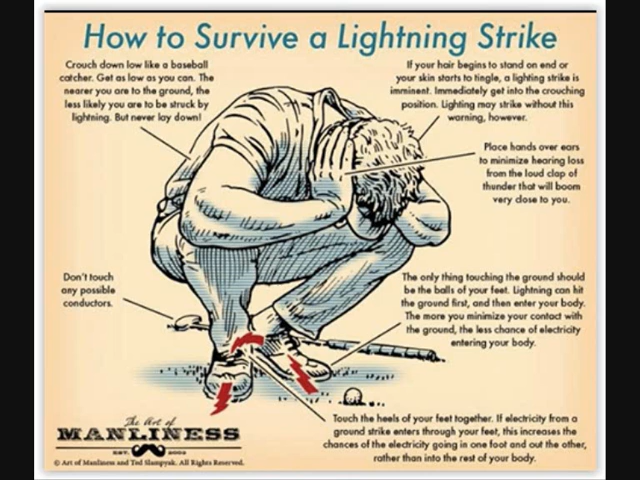 How to Survive a Lightning Strike
Crouch down low like a baseball
catcher. Get as low as you can. The
nearer you are to the ground, the
less likely you are to be struck by
lightning. But never lay down!
If your hair begins to stand on end or
your skin starts to tingle, a lighting strike is
imminent. Immediately get into the crouching
position. Lighting may strike without this
warning, however.
Place hands over ears
to minimize hearing loss
from the loud clap of
thunder that will boom
very close to you.
Don't touch
any possible
conductors.
The only thing touching the ground should
be the balls of your feet. Lightning can hit
the ground first, and then enter your body.
The more you minimize your contact with
the ground, the less chance of electricity
entering your body.
Touch the heels of your feet together. If electricity from a
ground strike enters through your feet, this increases the
chances of the electricity going in one foot and out the other,
rather than into the rest of your body.
The Art of
MANLINESS
EST. 2008
© Art of Manliness and Ted Slampyak. All Rights Reserved.